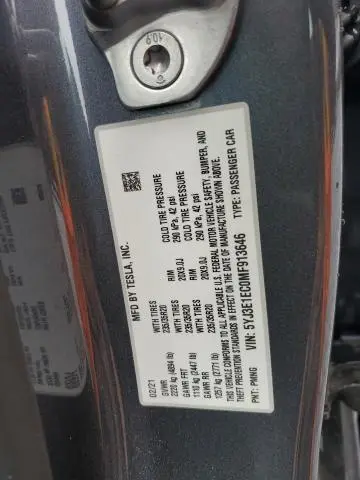 10.9
MFD BY TESLA, INC.
02/21
GVWR WITH TIRES RIM COLD TIRE PRESSURE
2220 kg (4894 lb) 235/35R20 20X9.0J 290 kPa, 42 psi
GAWR FRT WITH TIRES RIM COLD TIRE PRESSURE
1110 kg (2447 lb) 235/35R20 20X9.0J 290 kPa, 42 psi
GAWR RR
1257 kg (2771 lb)
THIS VEHICLE CONFORMS TO ALL APPLICABLE U.S. FEDERAL MOTOR VEHICLE SAFETY, BUMPER, AND
THEFT PREVENTION STANDARDS IN EFFECT ON THE DATE OF MANUFACTURE SHOWN ABOVE.
VIN: 5YJ3E1EC0MF913646 TYPE: PASSENGER CAR
PNT: PMNG